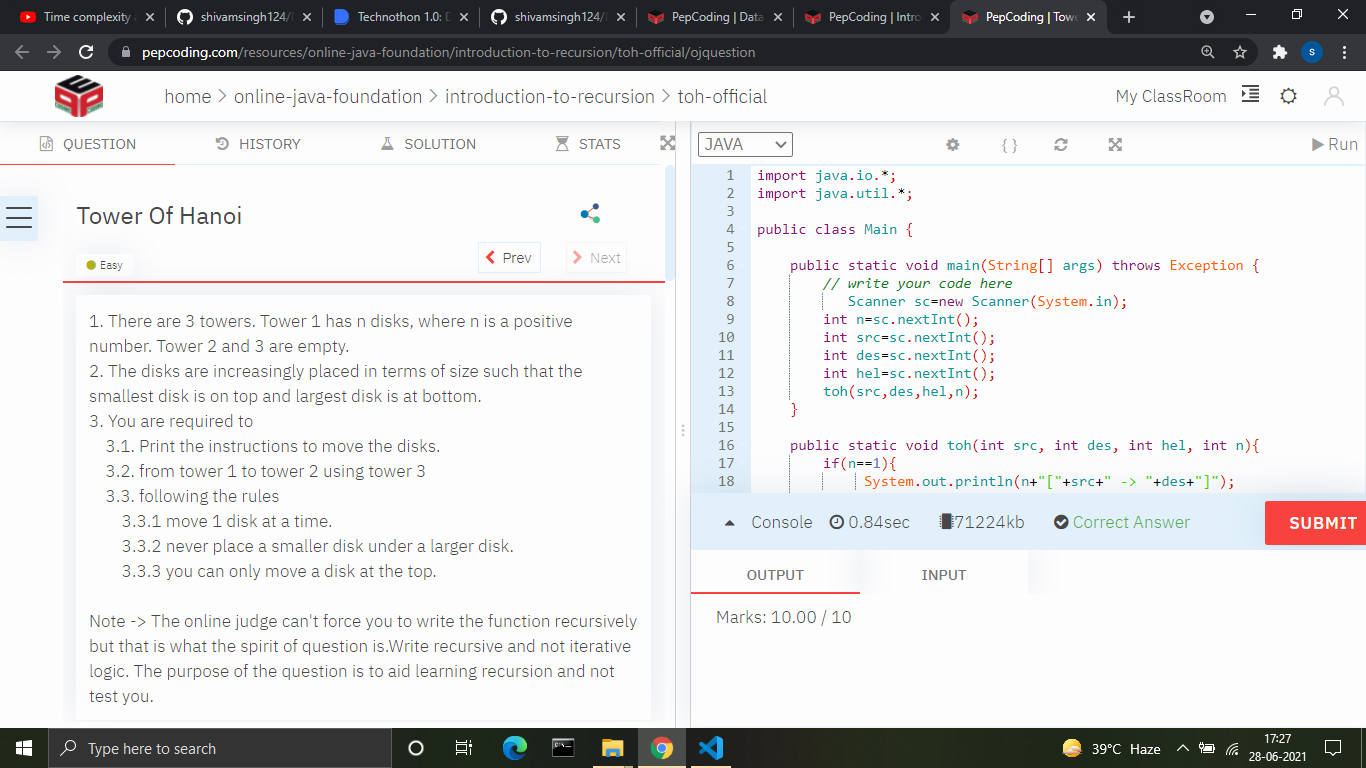 Time complexity
shivamsingh124/
Technothon 1.0: D
shivamsingh124/
PepCoding | Data
PepCoding | Intro
PepCoding | Towe
pepcoding.com/resources/online-java-foundation/introduction-to-recursion/toh-official/ojquestion
s
home > online-java-foundation > introduction-to-recursion > toh-official
My ClassRoom
QUESTION HISTORY SOLUTION STATS
JAVA
{ }
Run
Tower Of Hanoi
Easy
Prev
Next
1. There are 3 towers. Tower 1 has n disks, where n is a positive
number. Tower 2 and 3 are empty.
2. The disks are increasingly placed in terms of size such that the
smallest disk is on top and largest disk is at bottom.
3. You are required to
3.1. Print the instructions to move the disks.
3.2. from tower 1 to tower 2 using tower 3
3.3. following the rules
3.3.1 move 1 disk at a time.
3.3.2 never place a smaller disk under a larger disk.
3.3.3 you can only move a disk at the top.
Note -> The online judge can't force you to write the function recursively
but that is what the spirit of question is.Write recursive and not iterative
logic. The purpose of the question is to aid learning recursion and not
test you.
1 import java.io.*;
2 import java.util.*;
3
4 public class Main {
5
6 public static void main(String[] args) throws Exception {
7 // write your code here
8 Scanner sc=new Scanner(System.in);
9 int n=sc.nextInt();
10 int src=sc.nextInt();
11 int des=sc.nextInt();
12 int hel=sc.nextInt();
13 toh(src,des,hel,n);
14 }
15
16 public static void toh(int src, int des, int hel, int n){
17 if(n==1){
18 System.out.println(n+"["+src+" -> "+des+"]");
Console 0.84sec 71224kb Correct Answer
SUBMIT
OUTPUT INPUT
Marks: 10.00 / 10
Type here to search
39°C Haze
17:27
28-06-2021